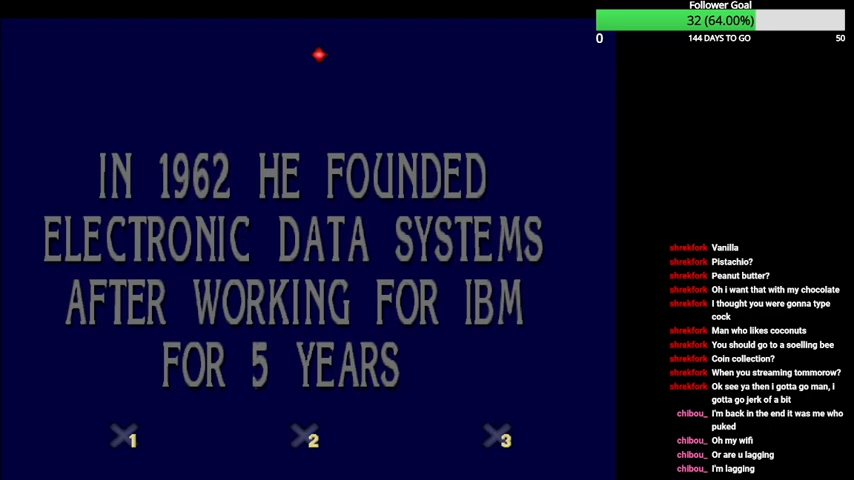 Follower Goal
32 (64.00%)
0
144 DAYS TO GO
50
IN 1962 HE FOUNDED
ELECTRONIC DATA SYSTEMS
AFTER WORKING FOR IBM
FOR 5 YEARS
1
2
3
shrekfork Vanilla
shrekfork Pistachio?
shrekfork Peanut butter?
shrekfork Oh i want that with my chocolate
shrekfork I thought you were gonna type
cock
shrekfork Man who likes coconuts
shrekfork You should go to a soelling bee
shrekfork Coin collection?
shrekfork When you streaming tommorow?
shrekfork Ok see ya then i gotta go man, i
gotta go jerk of a bit
chibou_ I'm back in the end it was me who
puked
chibou_ Oh my wifi
chibou_ Or are u lagging
chibou_ I'm lagging